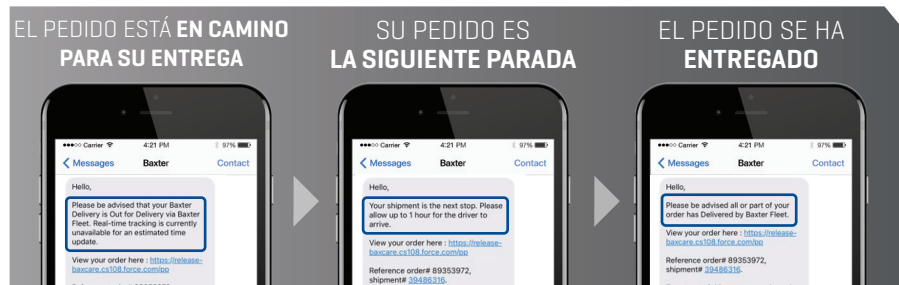 EL PEDIDO ESTÁ EN CAMINO
PARA SU ENTREGA
SU PEDIDO ES
LA SIGUIENTE PARADA
EL PEDIDO SE HA
ENTREGADO
Carrier 4:21 PM 97%
Messages Baxter Contact
Hello,
Please be advised that your Baxter
Delivery is Out for Delivery via Baxter
Fleet. Real-time tracking is currently
unavailable for an estimated time
update.
View your order here : https://release-
baxcare.cs108.force.com/pp
Carrier 4:21 PM 97%
Messages Baxter Contact
Hello,
Your shipment is the next stop. Please
allow up to 1 hour for the driver to
arrive.
View your order here : https://release-
baxcare.cs108.force.com/pp
Reference order# 89353972,
shipment# 39486316.
Carrier 4:21 PM 97%
Messages Baxter Contact
Hello,
Please be advised all or part of your
order has Delivered by Baxter Fleet.
View your order here : https://release-
baxcare.cs108.force.com/pp
Reference order# 89353972,
shipment# 39486316.